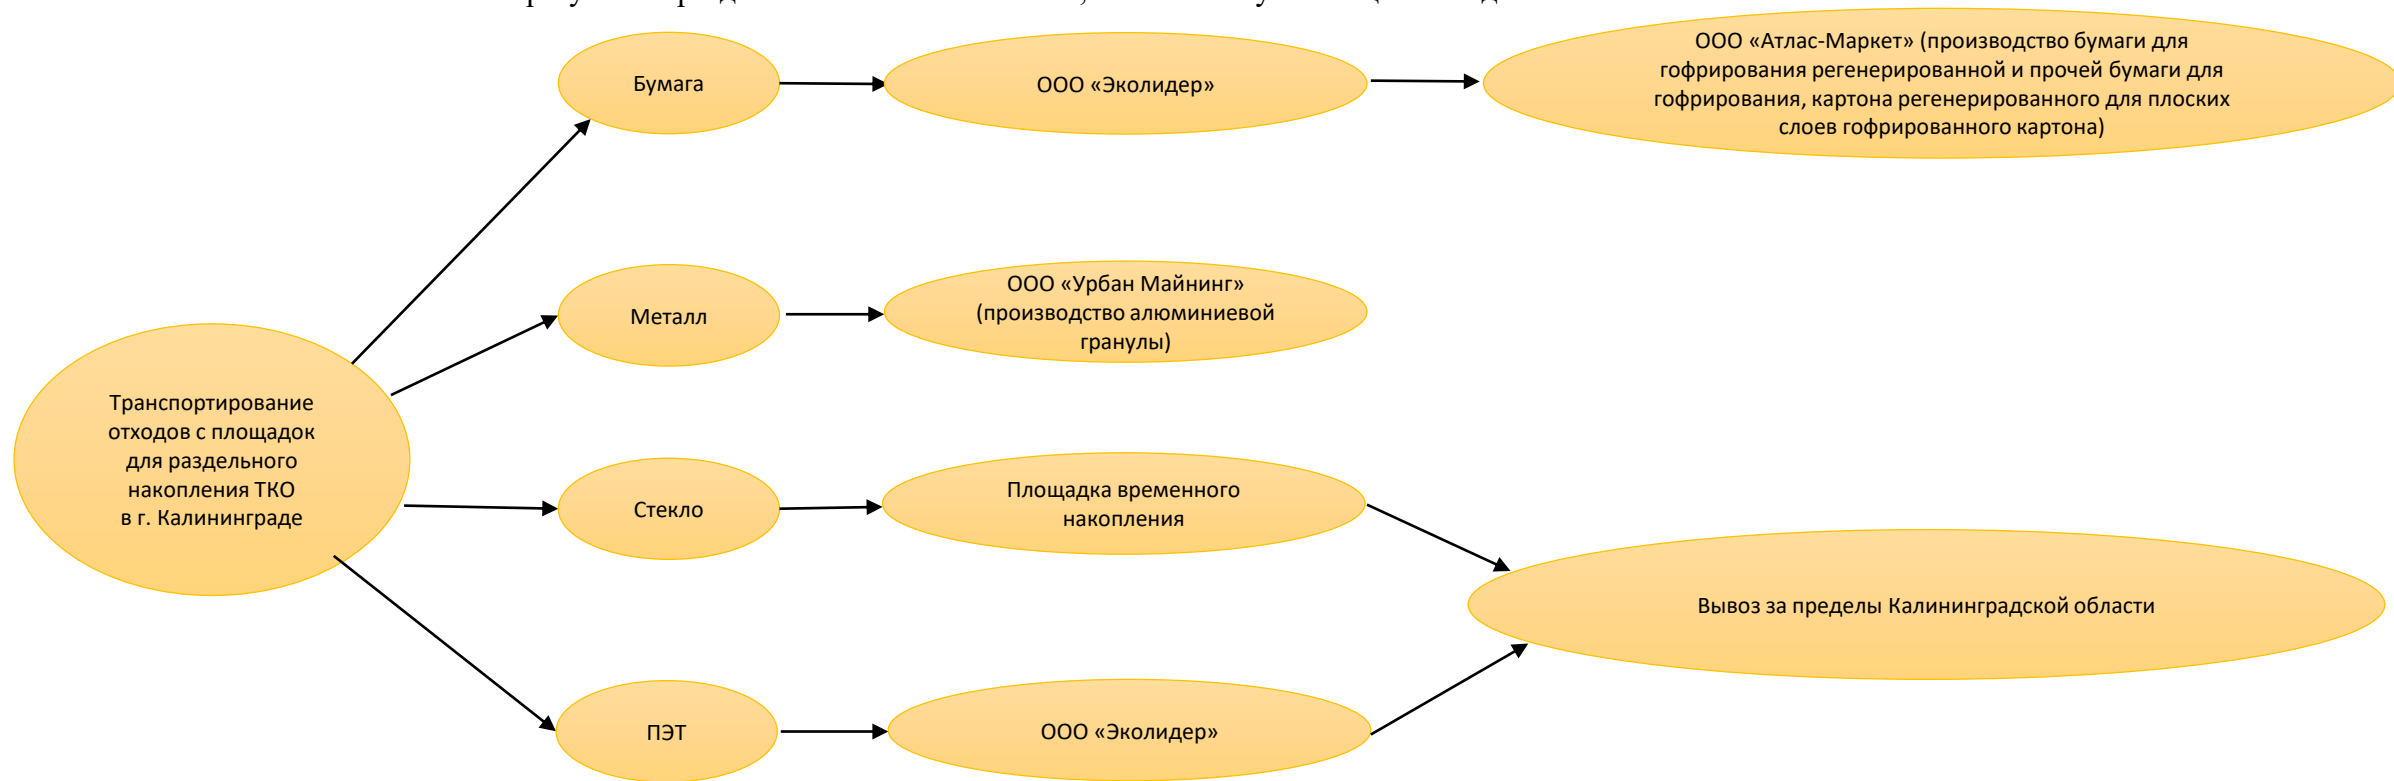 Бумага
ООО «Эколидер»
ООО «Атлас-Маркет» (производство бумаги для
гофрирования регенерированной и прочей бумаги для
гофрирования, картона регенерированного для плоских
слоев гофрированного картона)
Металл
ООО «Урбан Майнинг»
(производство алюминиевой
гранулы)
Транспортирование
отходов с площадок
для раздельного
накопления ТКО
в г. Калининграде
Стекло
Площадка временного
накопления
Вывоз за пределы Калининградской области
ПЭТ
ООО «Эколидер»